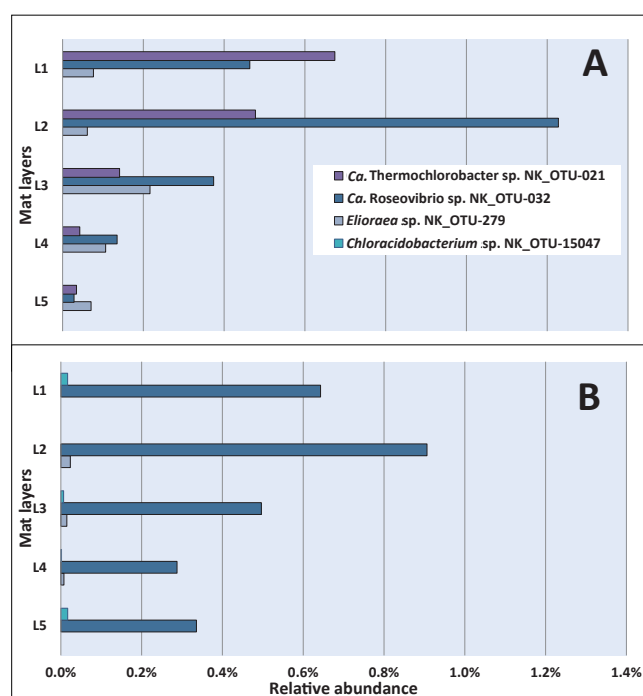 A
Mat layers
L1
L2
L3
L4
L5
Ca. Thermochlorobacter sp. NK_OTU-021
Ca. Roseovibrio sp. NK_OTU-032
Elioraea sp. NK_OTU-279
Chloracidobacterium sp. NK_OTU-15047
B
Mat layers
L1
L2
L3
L4
L5
0.0% 0.2% 0.4% 0.6% 0.8% 1.0% 1.2% 1.4%
Relative abundance